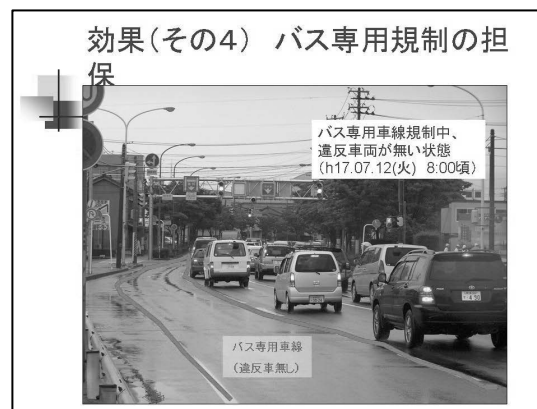 効果(その4) バス専用規制の担
保
バス専用車線規制中、
違反車両が無い状態
(h17.07.12(火) 8:00頃)
バス専用車線
(違反車無し)